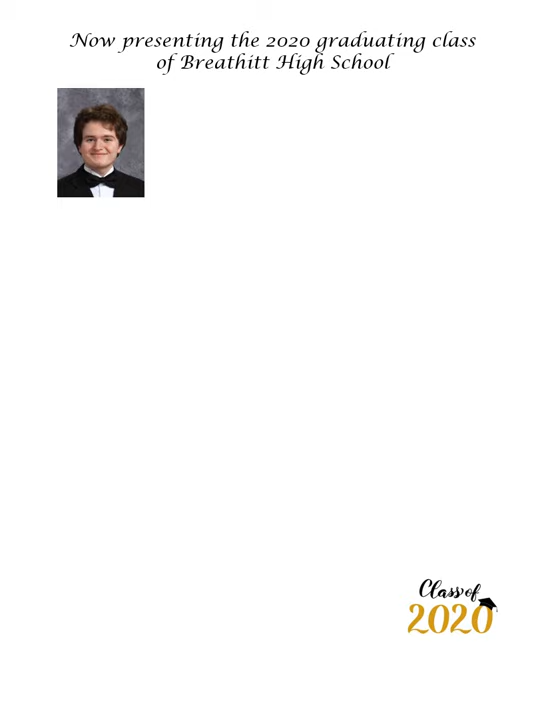 Now presenting the 2020 graduating class
of Breathitt High School
Class of
2020